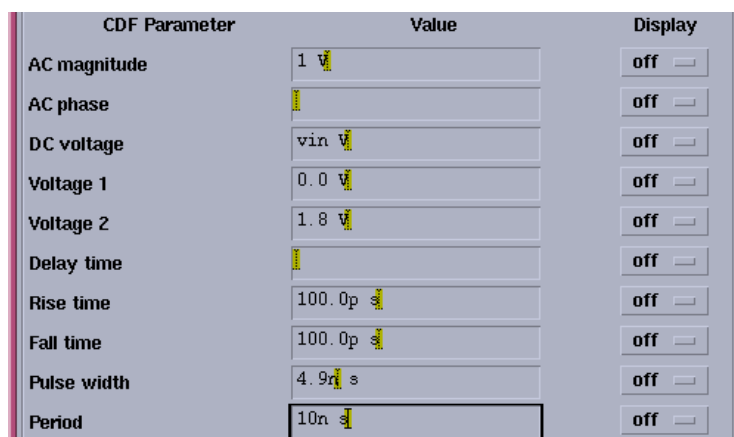 CDF Parameter Value Display
AC magnitude 1 V off
AC phase off
DC voltage vin V off
Voltage 1 0.0 V off
Voltage 2 1.8 V off
Delay time off
Rise time 100.0p s off
Fall time 100.0p s off
Pulse width 4.9n s off
Period 10n s off